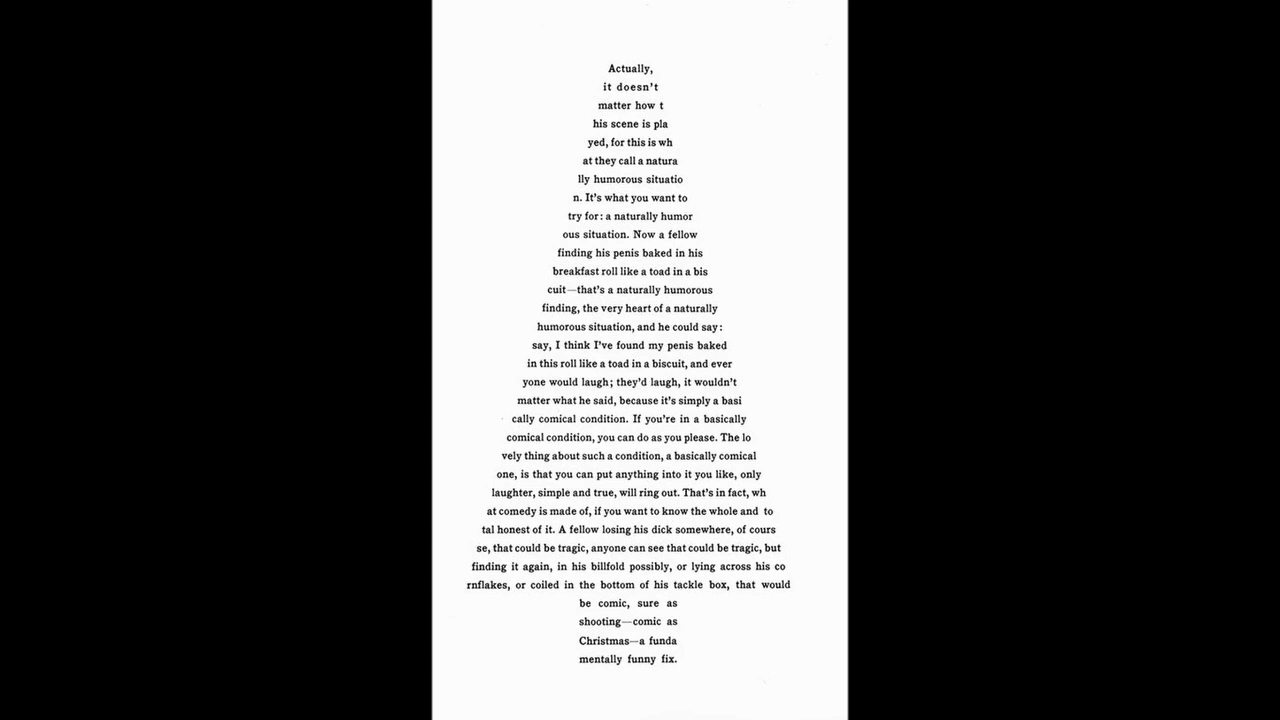 Actually,
it doesn't
matter how t
his scene is pla
yed, for this is wh
at they call a natura
lly humorous situatio
n. It's what you want to
try for: a naturally humor
ous situation. Now a fellow
finding his penis baked in his
breakfast roll like a toad in a bis
cuit—that's a naturally humorous
finding, the very heart of a naturally
humorous situation, and he could say:
say, I think I've found my penis baked
in this roll like a toad in a biscuit, and ever
yone would laugh; they'd laugh, it wouldn't
matter what he said, because it's simply a basi
cally comical condition. If you're in a basically
comical condition, you can do as you please. The lo
vely thing about such a condition, a basically comical
one, is that you can put anything into it you like, only
laughter, simple and true, will ring out. That's in fact, wh
at comedy is made of, if you want to know the whole and to
tal honest of it. A fellow losing his dick somewhere, of cours
se, that could be tragic, anyone can see that could be tragic, but
finding it again, in his billfold possibly, or lying across his co
rnflakes, or coiled in the bottom of his tackle box, that would
be comic, sure as
shooting—comic as
Christmas—a funda
mentally funny fix.